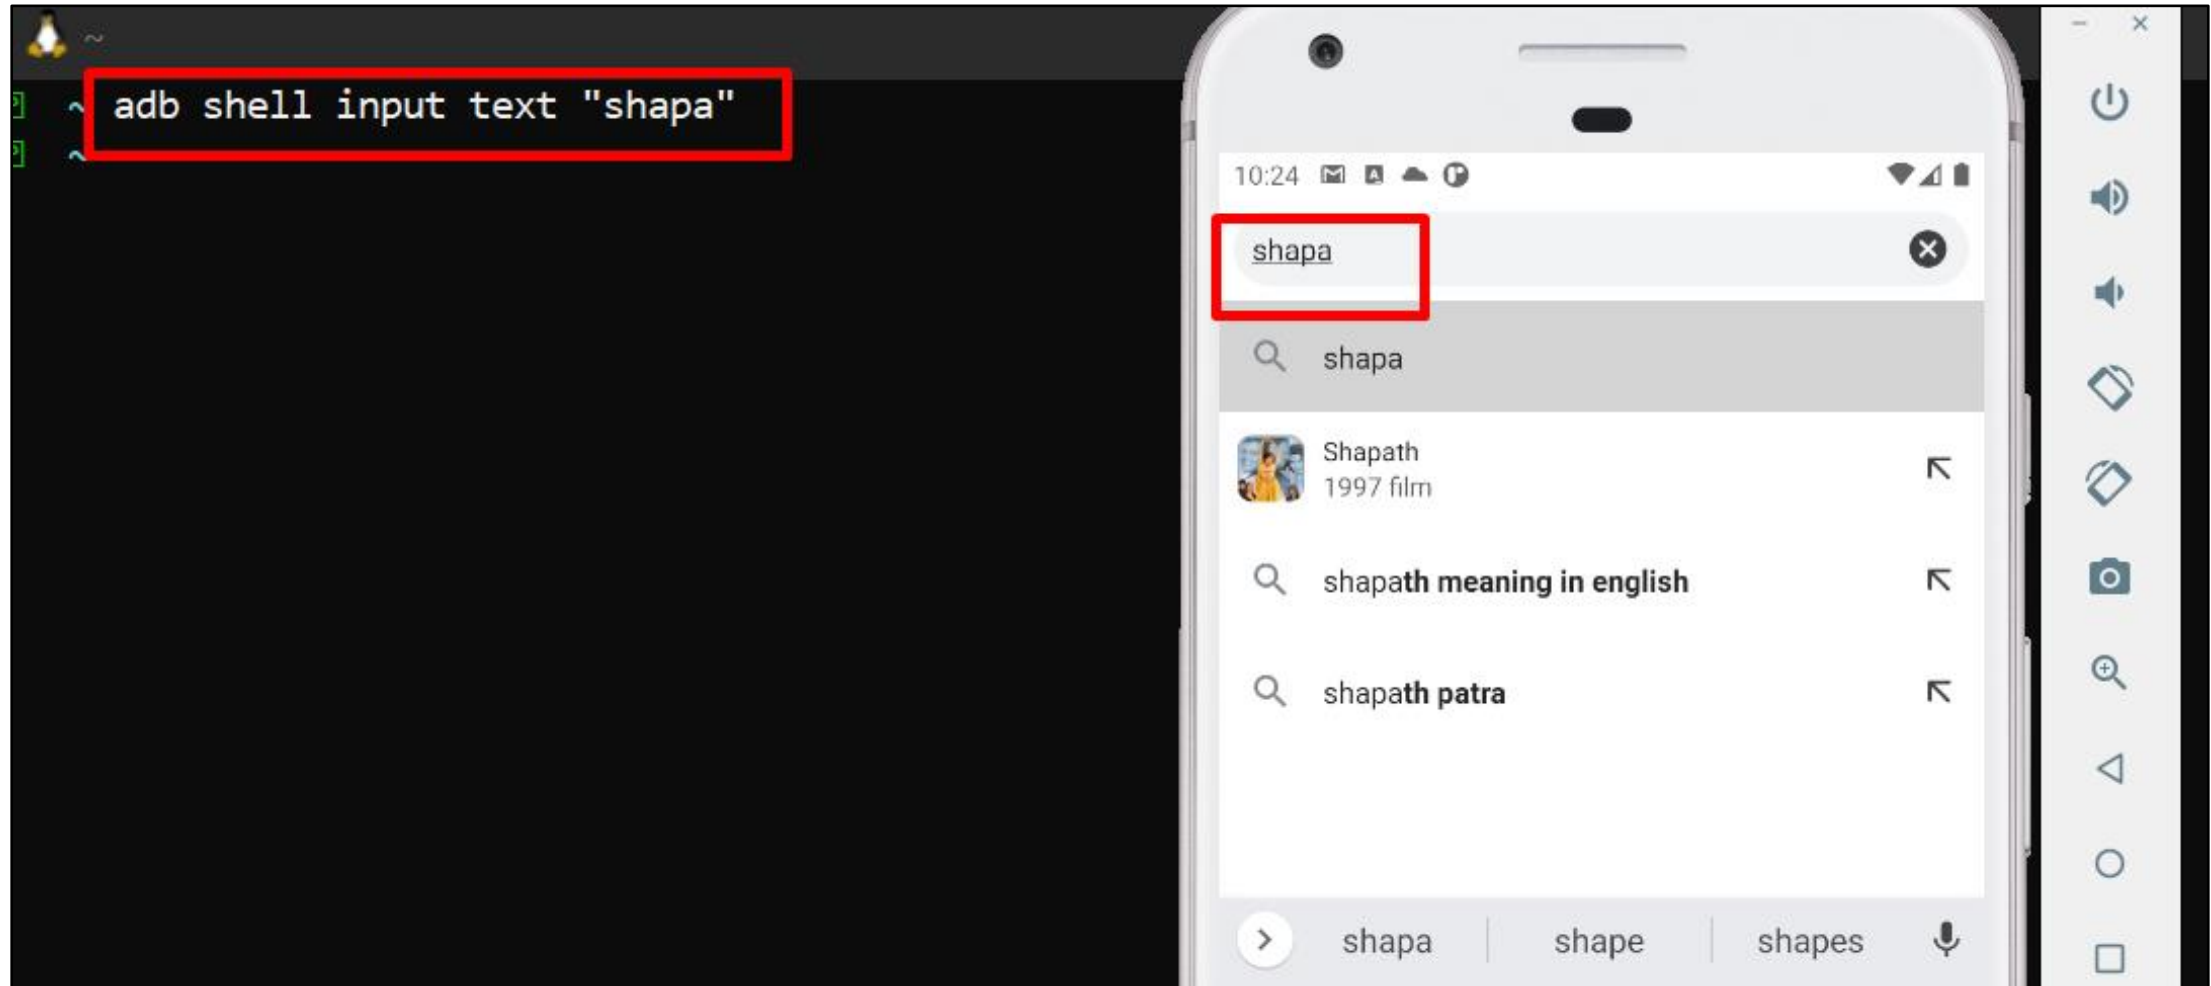 ~
~ adb shell input text "shapa"
~
10:24
shapa
shapa
Shapath
1997 film
shapath meaning in english
shapath patra
shapa shape shapes